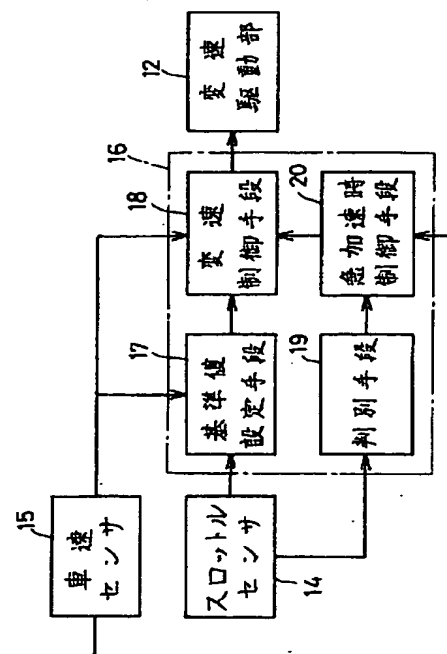 15
車速
センサ
スロットル
センサ
14
17
基準値
設定手段
19
判別手段
16
18
変速
制御手段
20
急加速時
制御手段
12
変速
駆動部